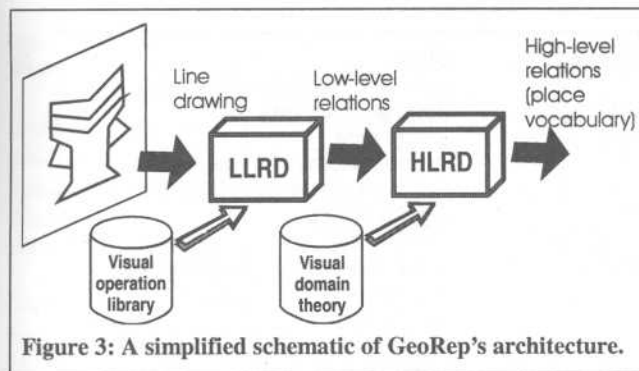 Line
drawing
Low-level
relations
High-level
relations
(place
vocabulary)
LLRD
HLRD
Visual
operation
library
Visual
domain
theory
Figure 3: A simplified schematic of GeoRep's architecture.